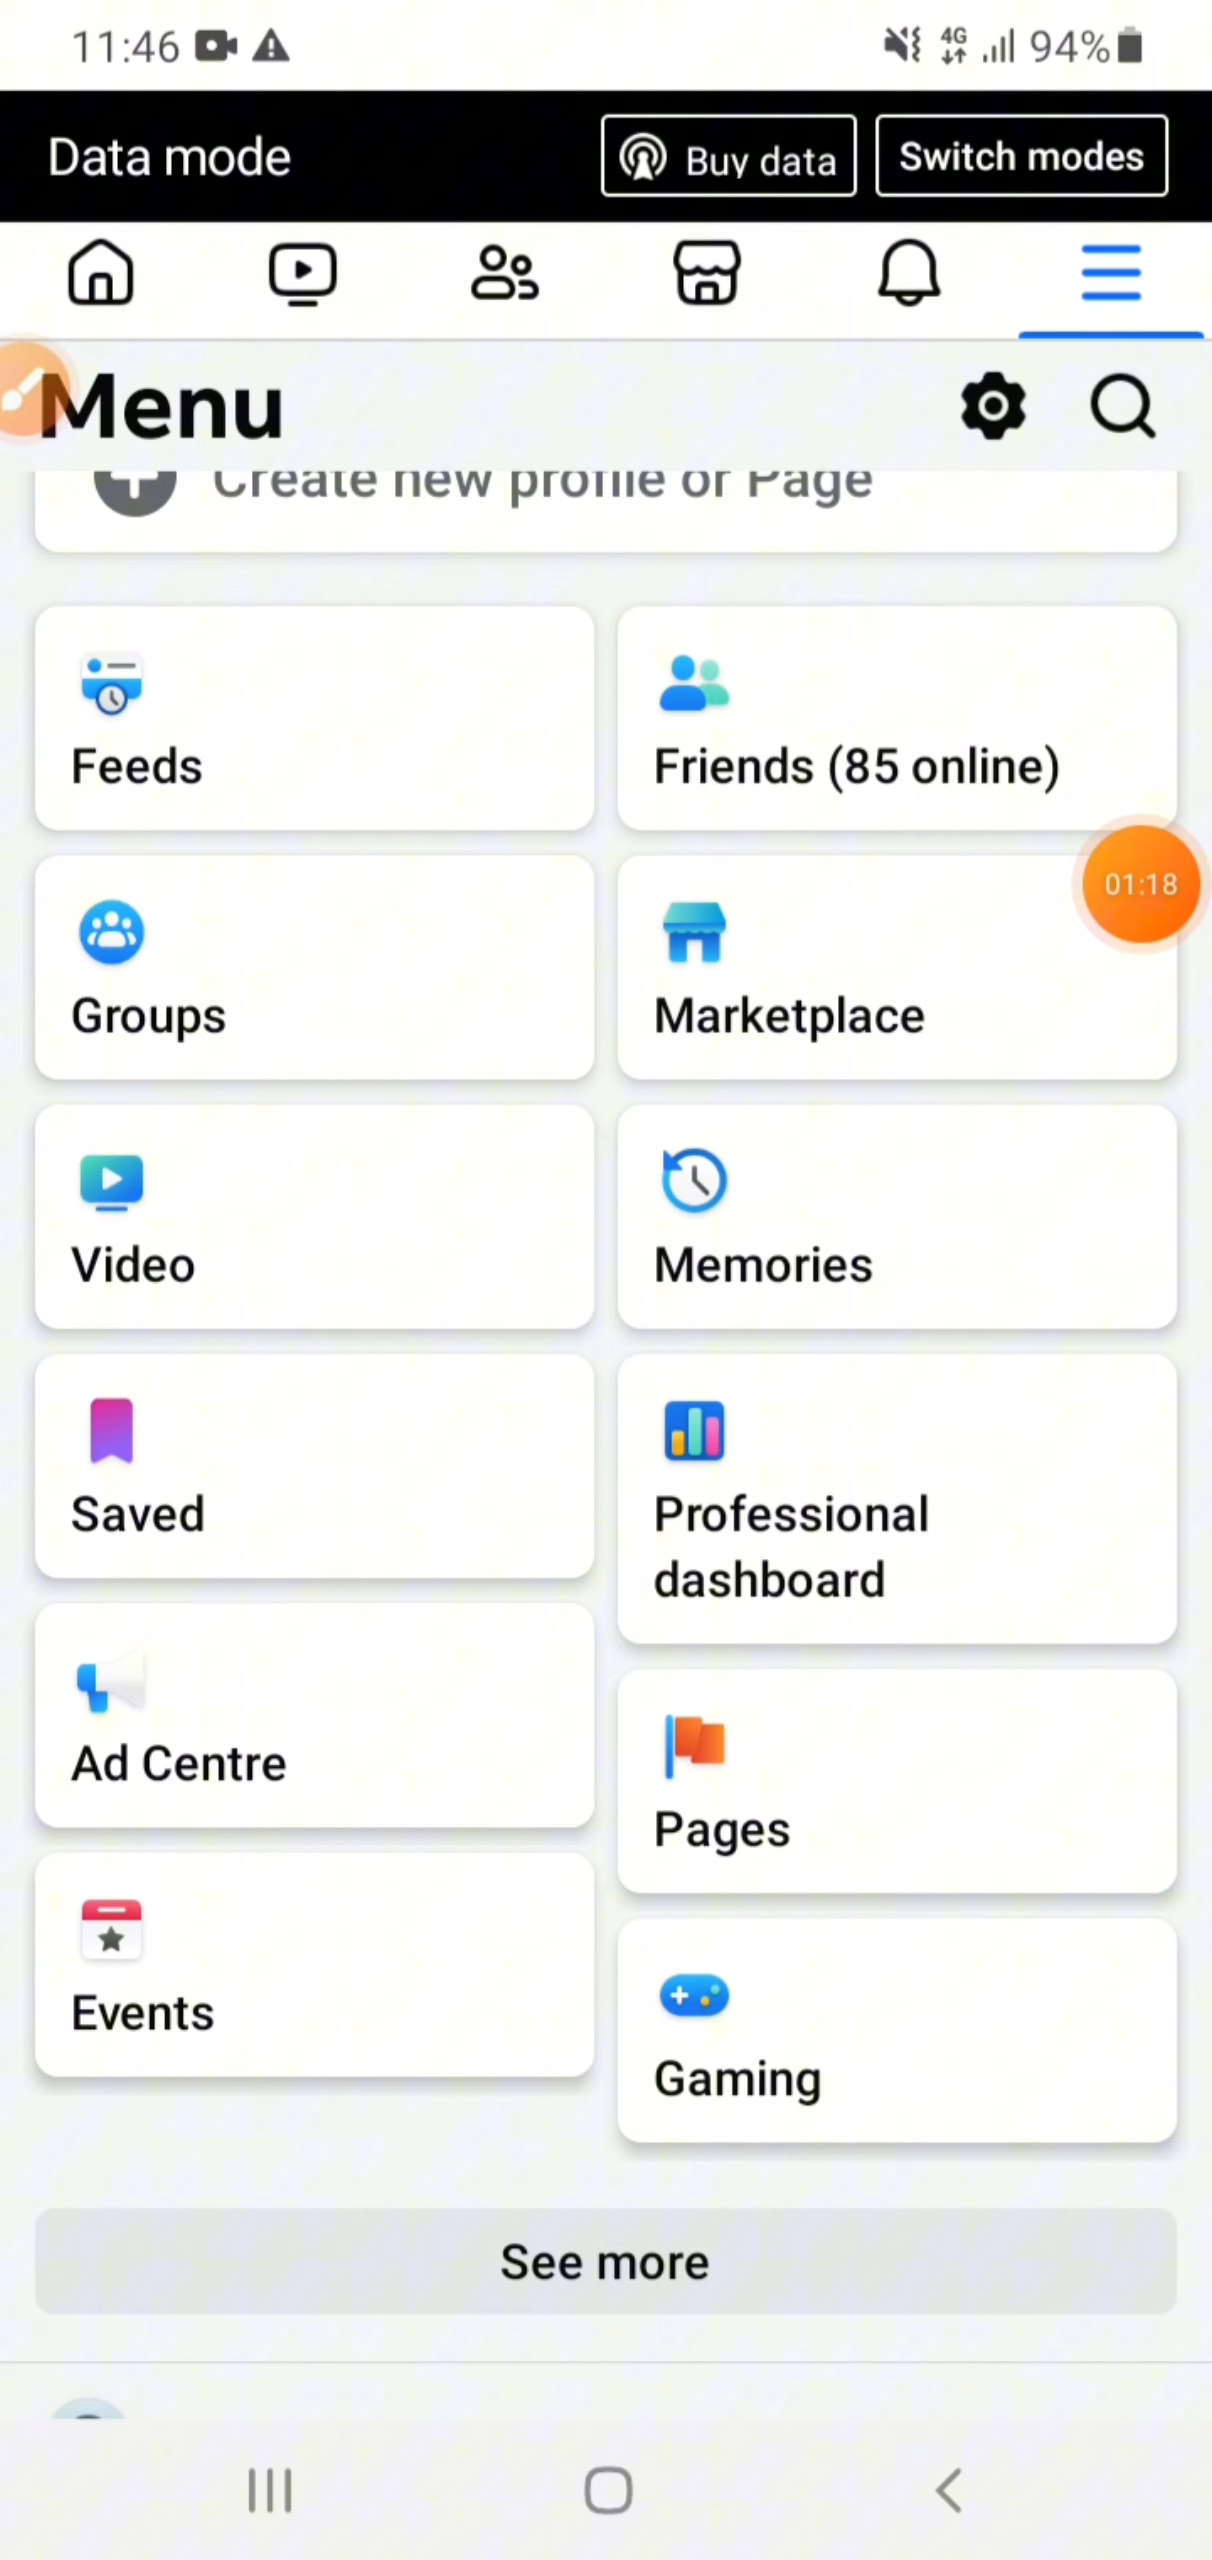 11:46
4G
94%
Data mode
Buy data
Switch modes
Menu
Create new profile or Page
Feeds
Friends (85 online)
01:18
Groups
Marketplace
Video
Memories
Saved
Professional
dashboard
Ad Centre
Pages
Events
Gaming
See more